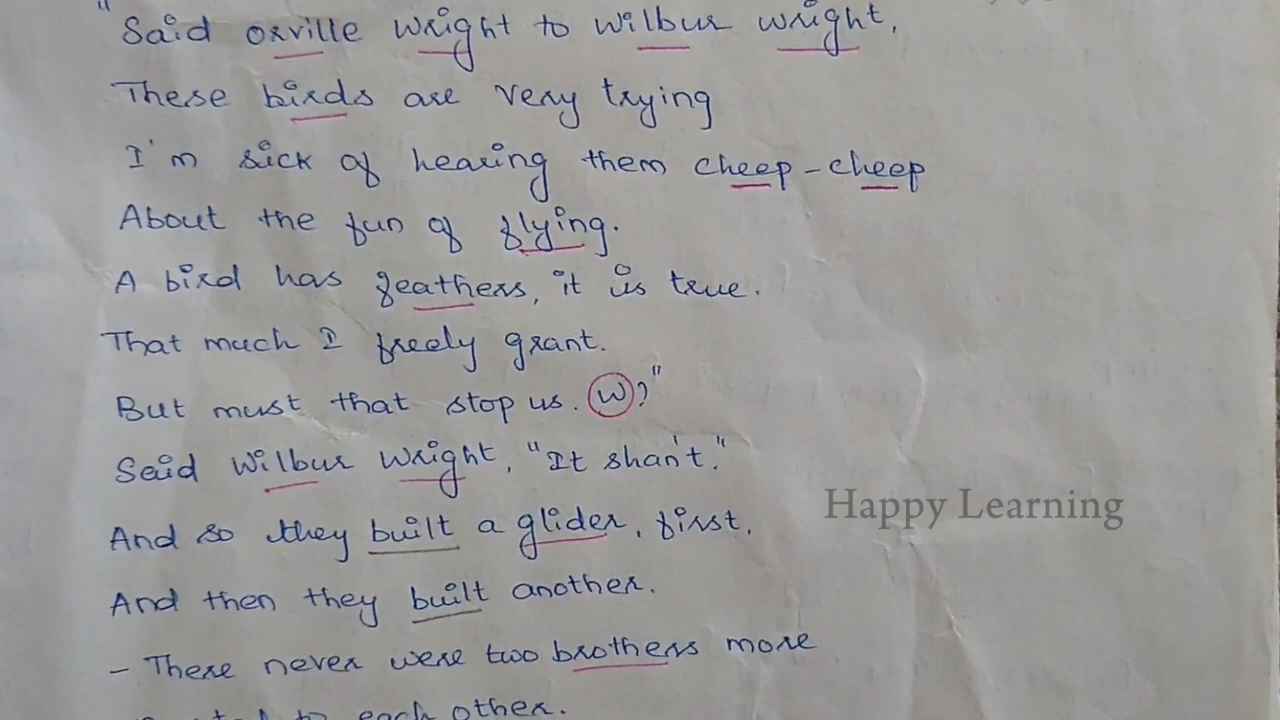 "Said orville wright to wilbur wright,
These birds are very trying
I'm sick of hearing them cheep-cheep
About the fun of flying.
A bird has feathers, it is true.
That much I freely grant.
But must that stop us. W?"
Said Wilbur Wright, "It shan't."
Happy Learning
And so they built a glider, first,
And then they built another.
- There never were two brothers more
to each other.